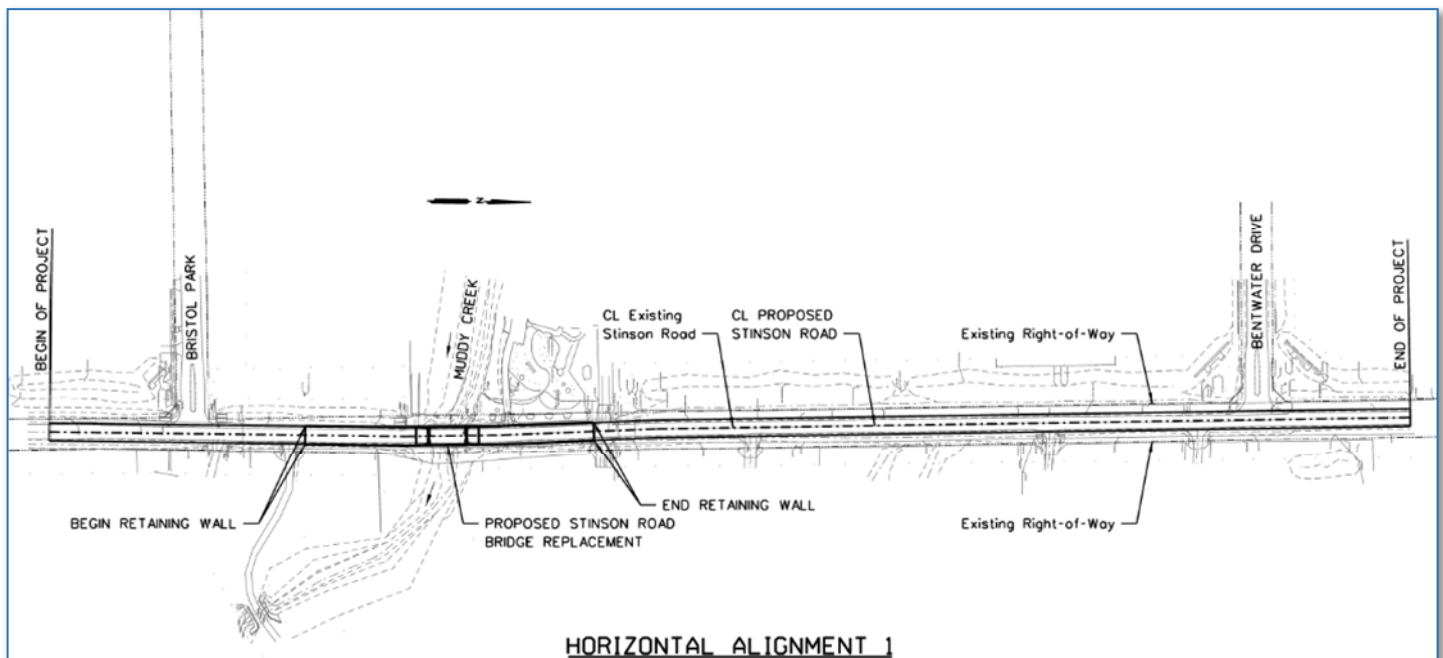 BEGIN OF PROJECT
BRISTOL PARK
Z
MUDDY CREEK
CL Existing
Stinson Road
CL PROPOSED
STINSON ROAD
Existing Right-of-Way
BENTWATER DRIVE
END OF PROJECT
BEGIN RETAINING WALL
PROPOSED STINSON ROAD
BRIDGE REPLACEMENT
END RETAINING WALL
Existing Right-of-Way
HORIZONTAL ALIGNMENT 1